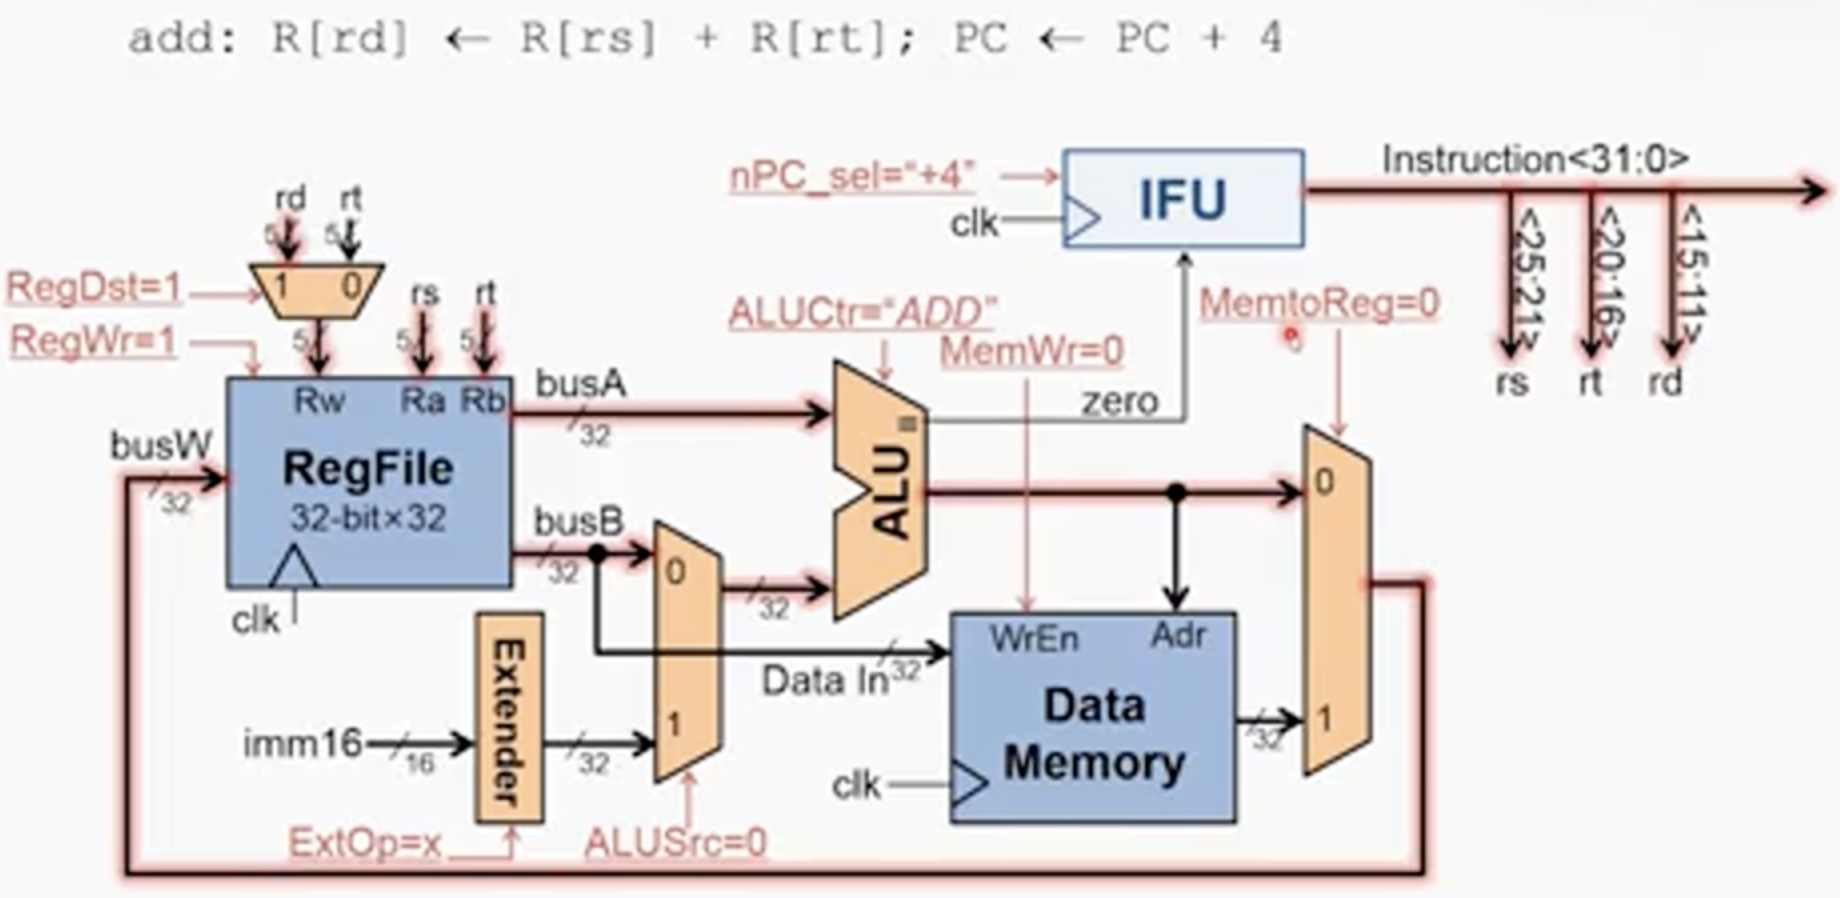 add: R[rd] ← R[rs] + R[rt]; PC ← PC + 4
Instruction<31:0>
nPC_sel="+4"
IFU
clk
<25:21>
<20:16>
<15:11>
rs
rt
rd
rd
rt
5
5
RegDst=1
1
0
rs
rt
RegWr=1
5
5
5
ALUCtr="ADD"
MemWr=0
MemtoReg=0
zero
Rw
Ra
Rb
busA
32
busW
32
RegFile
32-bit×32
clk
busB
32
0
1
32
ALU
=
0
1
Data In
32
WrEn
Adr
Data
Memory
clk
32
imm16
16
Extender
32
ExtOp=x
ALUSrc=0